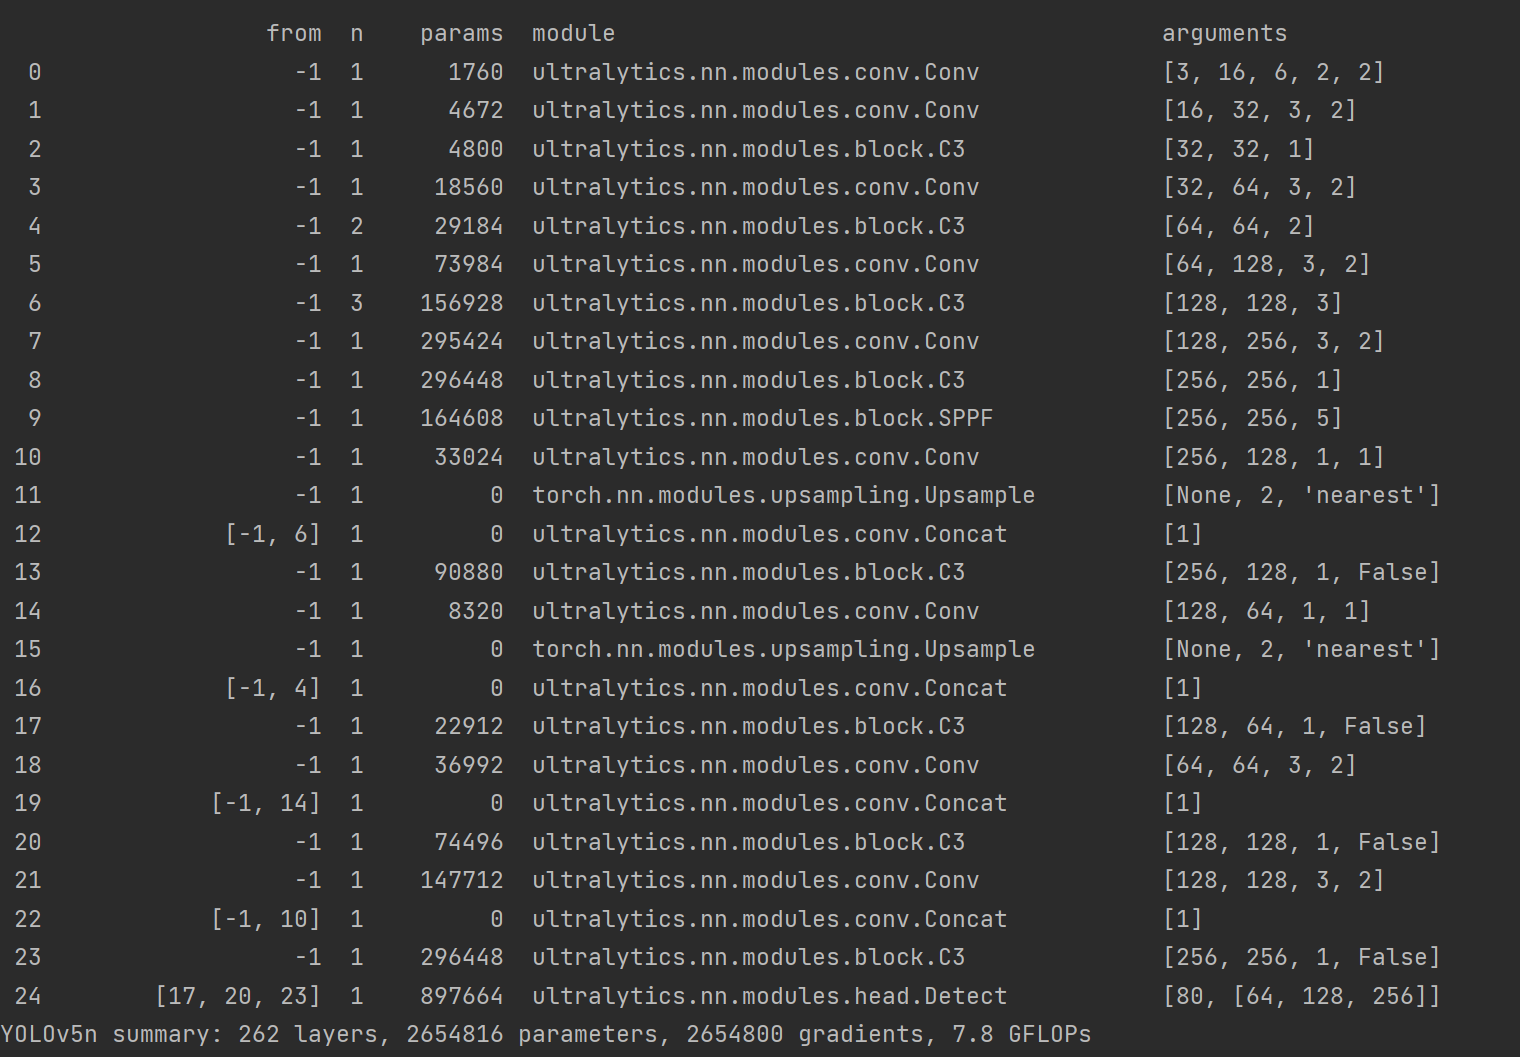 from n params module arguments
0 -1 1 1760 ultralytics.nn.modules.conv.Conv [3, 16, 6, 2, 2]
1 -1 1 4672 ultralytics.nn.modules.conv.Conv [16, 32, 3, 2]
2 -1 1 4800 ultralytics.nn.modules.block.C3 [32, 32, 1]
3 -1 1 18560 ultralytics.nn.modules.conv.Conv [32, 64, 3, 2]
4 -1 2 29184 ultralytics.nn.modules.block.C3 [64, 64, 2]
5 -1 1 73984 ultralytics.nn.modules.conv.Conv [64, 128, 3, 2]
6 -1 3 156928 ultralytics.nn.modules.block.C3 [128, 128, 3]
7 -1 1 295424 ultralytics.nn.modules.conv.Conv [128, 256, 3, 2]
8 -1 1 296448 ultralytics.nn.modules.block.C3 [256, 256, 1]
9 -1 1 164608 ultralytics.nn.modules.block.SPPF [256, 256, 5]
10 -1 1 33024 ultralytics.nn.modules.conv.Conv [256, 128, 1, 1]
11 -1 1 0 torch.nn.modules.upsampling.Upsample [None, 2, 'nearest']
12 [-1, 6] 1 0 ultralytics.nn.modules.conv.Concat [1]
13 -1 1 90880 ultralytics.nn.modules.block.C3 [256, 128, 1, False]
14 -1 1 8320 ultralytics.nn.modules.conv.Conv [128, 64, 1, 1]
15 -1 1 0 torch.nn.modules.upsampling.Upsample [None, 2, 'nearest']
16 [-1, 4] 1 0 ultralytics.nn.modules.conv.Concat [1]
17 -1 1 22912 ultralytics.nn.modules.block.C3 [128, 64, 1, False]
18 -1 1 36992 ultralytics.nn.modules.conv.Conv [64, 64, 3, 2]
19 [-1, 14] 1 0 ultralytics.nn.modules.conv.Concat [1]
20 -1 1 74496 ultralytics.nn.modules.block.C3 [128, 128, 1, False]
21 -1 1 147712 ultralytics.nn.modules.conv.Conv [128, 128, 3, 2]
22 [-1, 10] 1 0 ultralytics.nn.modules.conv.Concat [1]
23 -1 1 296448 ultralytics.nn.modules.block.C3 [256, 256, 1, False]
24 [17, 20, 23] 1 897664 ultralytics.nn.modules.head.Detect [80, [64, 128, 256]]
YOLOv5n summary: 262 layers, 2654816 parameters, 2654800 gradients, 7.8 GFLOPs